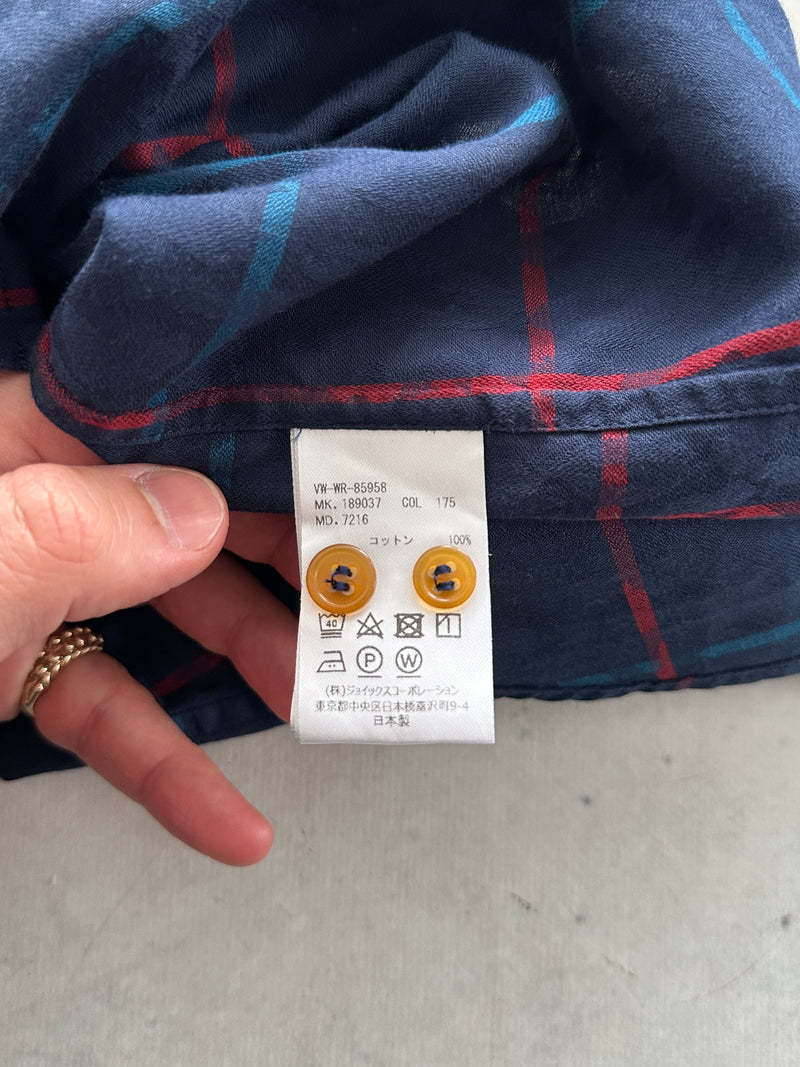 VW-WR-85958
MK. 189037 COL 175
MD. 7216
コットン 100%
40
P W
(株)ジョイックスコーポレーション
東京都中央区日本橋富沢町9-4
日本製